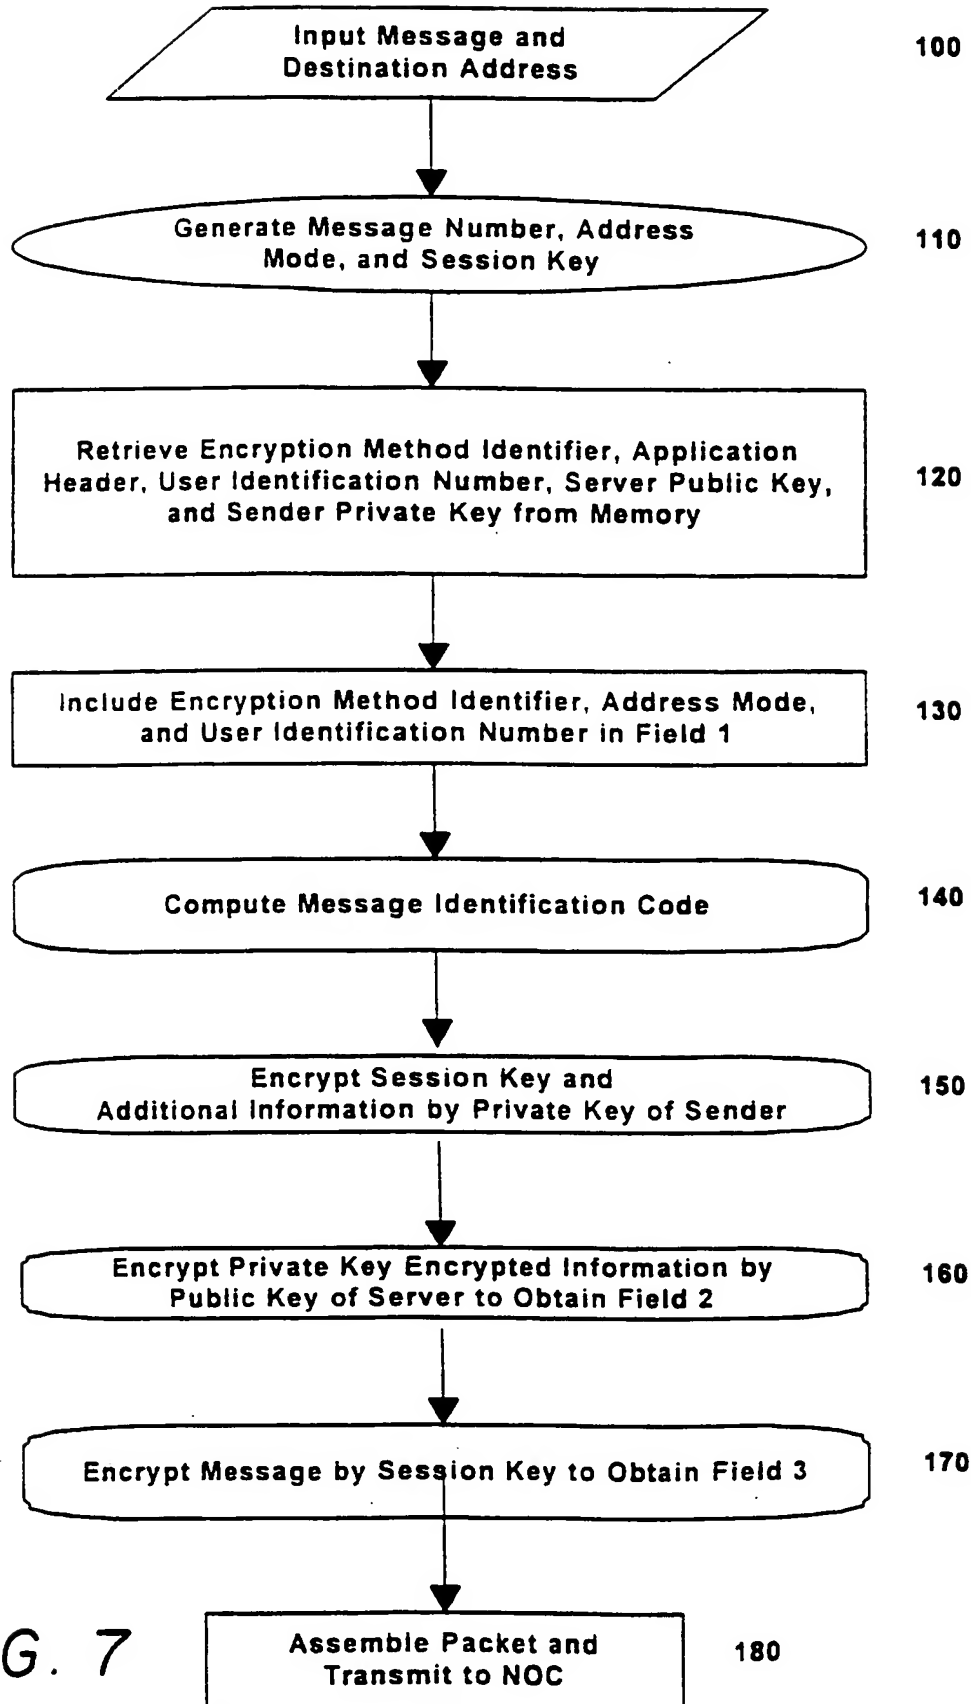 Input Message and
Destination Address
100
Generate Message Number, Address
Mode, and Session Key
110
Retrieve Encryption Method Identifier, Application
Header, User Identification Number, Server Public Key,
and Sender Private Key from Memory
120
Include Encryption Method Identifier, Address Mode,
and User Identification Number in Field 1
130
Compute Message Identification Code
140
Encrypt Session Key and
Additional Information by Private Key of Sender
150
Encrypt Private Key Encrypted Information by
Public Key of Server to Obtain Field 2
160
Encrypt Message by Session Key to Obtain Field 3
170
Assemble Packet and
Transmit to NOC
180
G. 7